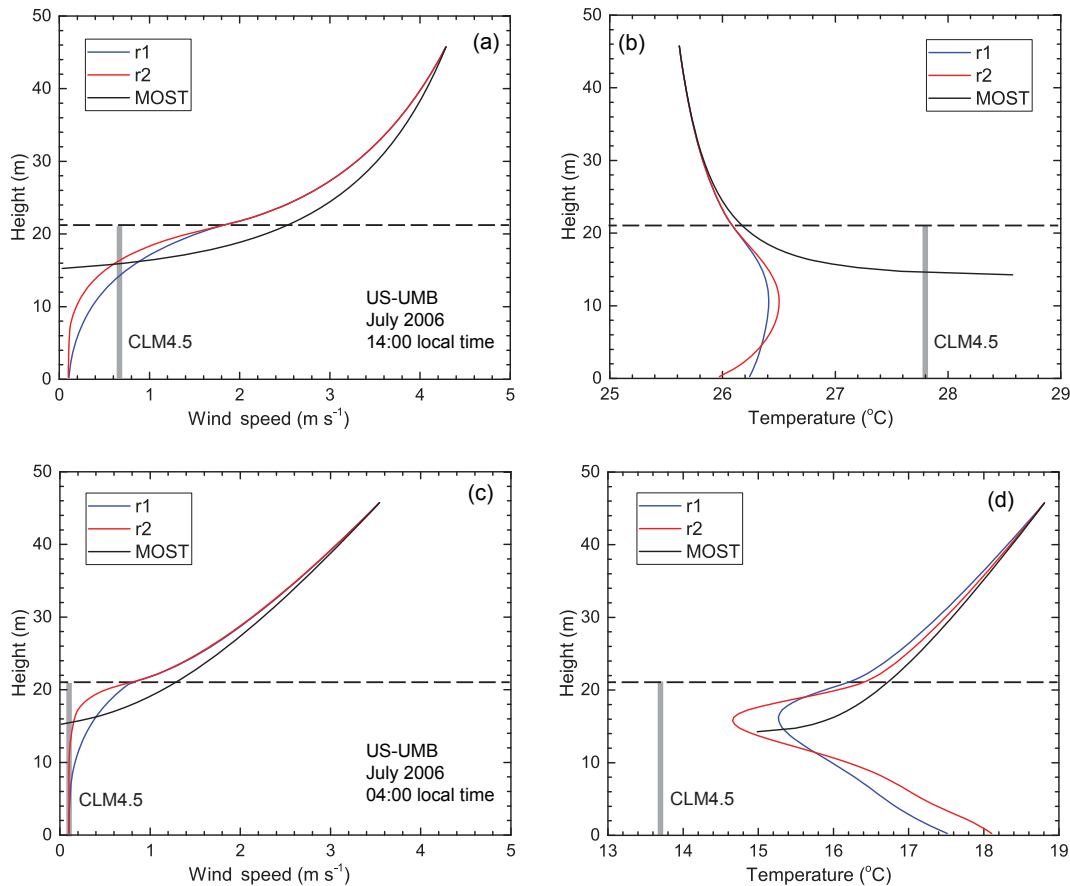 (a)
r1
r2
MOST
CLM4.5
US-UMB
July 2006
14:00 local time
50
40
30
20
10
0
Height (m)
0 1 2 3 4 5
Wind speed (m s⁻¹)
(b)
r1
r2
MOST
CLM4.5
50
40
30
20
10
0
Height (m)
25 26 27 28 29
Temperature (°C)
(c)
r1
r2
MOST
CLM4.5
US-UMB
July 2006
04:00 local time
50
40
30
20
10
0
Height (m)
0 1 2 3 4 5
Wind speed (m s⁻¹)
(d)
r1
r2
MOST
CLM4.5
50
40
30
20
10
0
Height (m)
13 14 15 16 17 18 19
Temperature (°C)